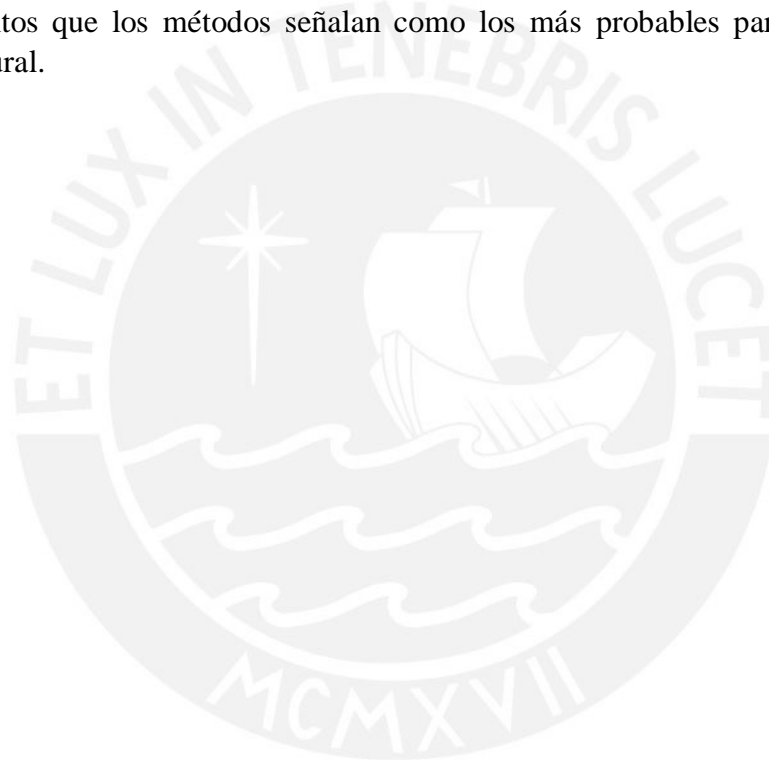 tos que los métodos señalan como los más probables par
ural.
ET LUX IN TENEBRIS LUCET
MCMXVII